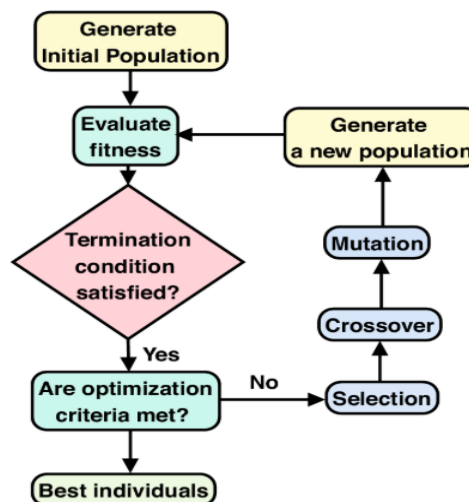 Generate
Initial Population
Evaluate
fitness
Generate
a new population
Termination
condition
satisfied?
Mutation
Crossover
Yes
No
Are optimization
criteria met?
Selection
Best individuals